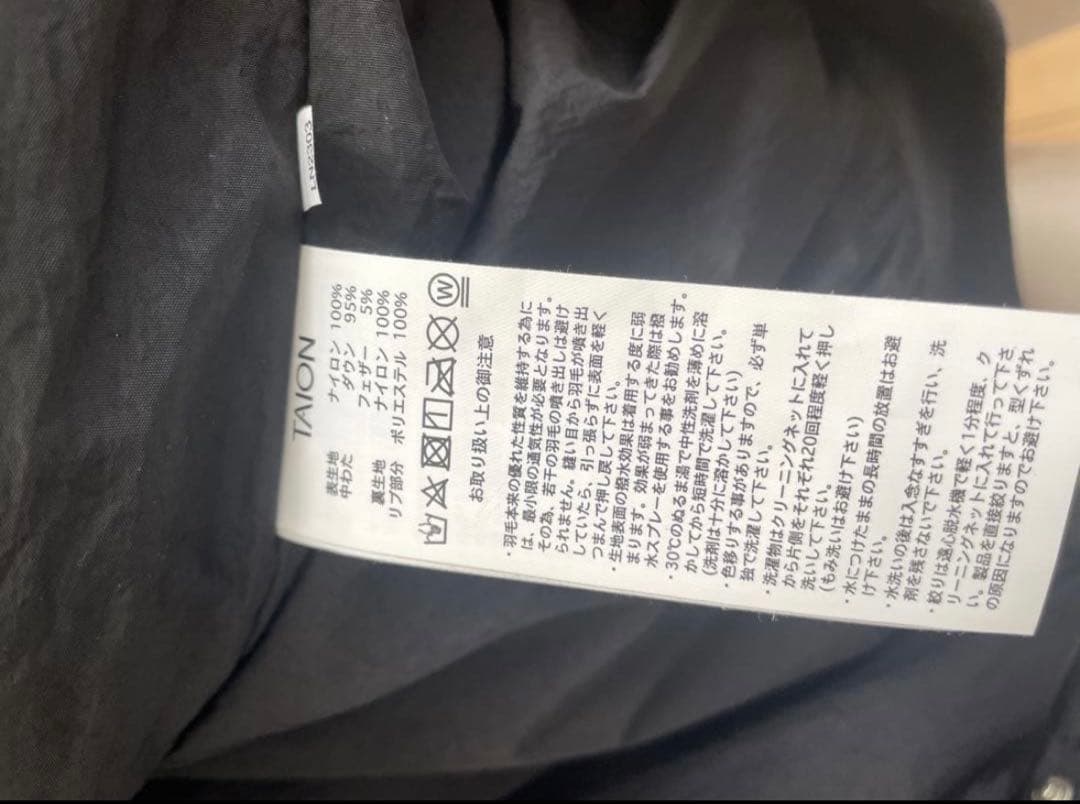 LN2303
TAION
表生地 ナイロン 100%
中わた ダウン 95%
フェザー 5%
裏生地 ナイロン 100%
リブ部分 ポリエステル 100%
W
お取り扱い上の御注意
・羽毛本来の優れた性質を維持する為に
は、最小限の通気性が必要となります。
その為、若干の羽毛の噴き出しは避け
られません。縫い目から羽毛が噴き出
していたら、引っ張らずに表面を軽く
つまんで押し戻して下さい。
・生地表面の撥水効果は着用する度に弱
まります。効果が弱まってきた際は撥
水スプレーを使用する事をお勧めします。
・30℃のぬるま湯で中性洗剤を薄めに溶
かしてから短時間で洗濯して下さい。
(洗剤は十分に溶かして下さい)
・色移りする事がありますので、必ず単
独で洗濯して下さい。
・洗濯物はクリーニングネットに入れて
から片側をそれぞれ20回程度軽く押し
洗いして下さい。
(もみ洗いはお避け下さい)
・水につけたままの長時間の放置はお避
け下さい。
・水洗いの後は入念なすすぎを行い、洗
剤を残さないで下さい。
・絞りは遠心脱水機で軽く1分程度、ク
リーニングネットに入れて行って下さ
い。製品を直接絞りますと、型くずれ
の原因になりますのでお避け下さい。